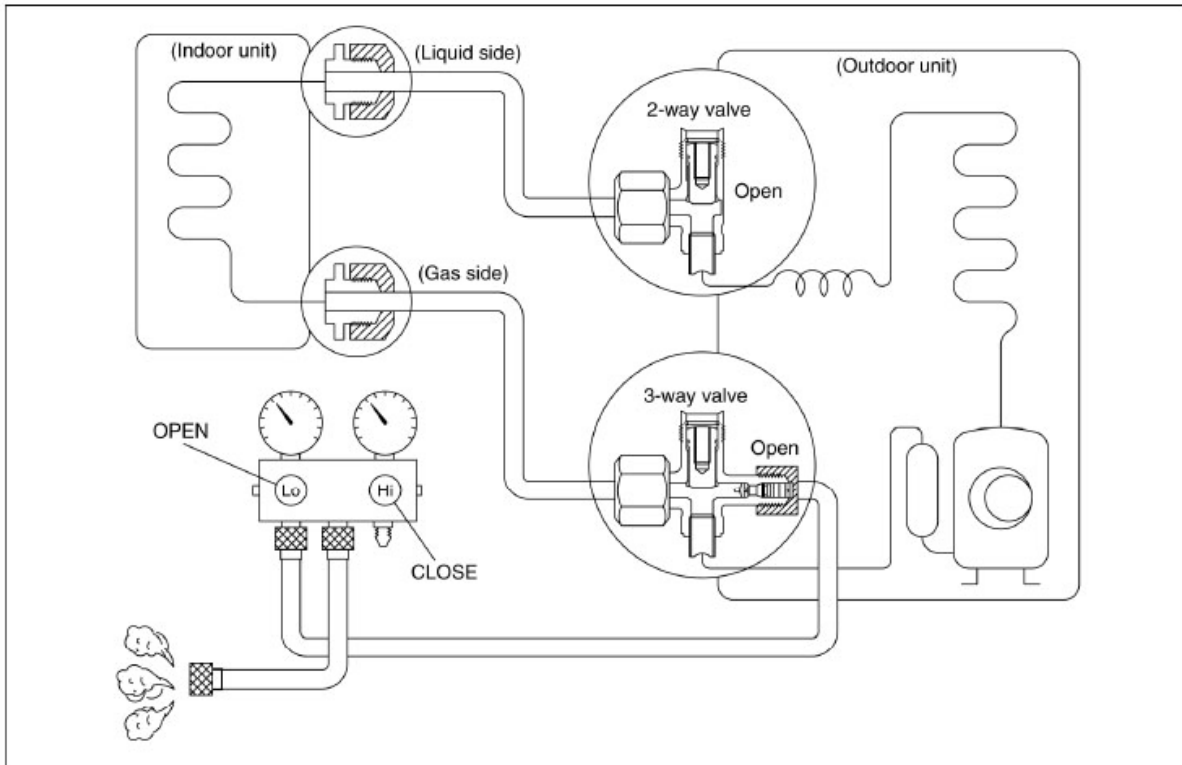 (Indoor unit)
(Liquid side)
(Outdoor unit)
2-way valve
Open
(Gas side)
3-way valve
Open
OPEN
Lo
Hi
CLOSE